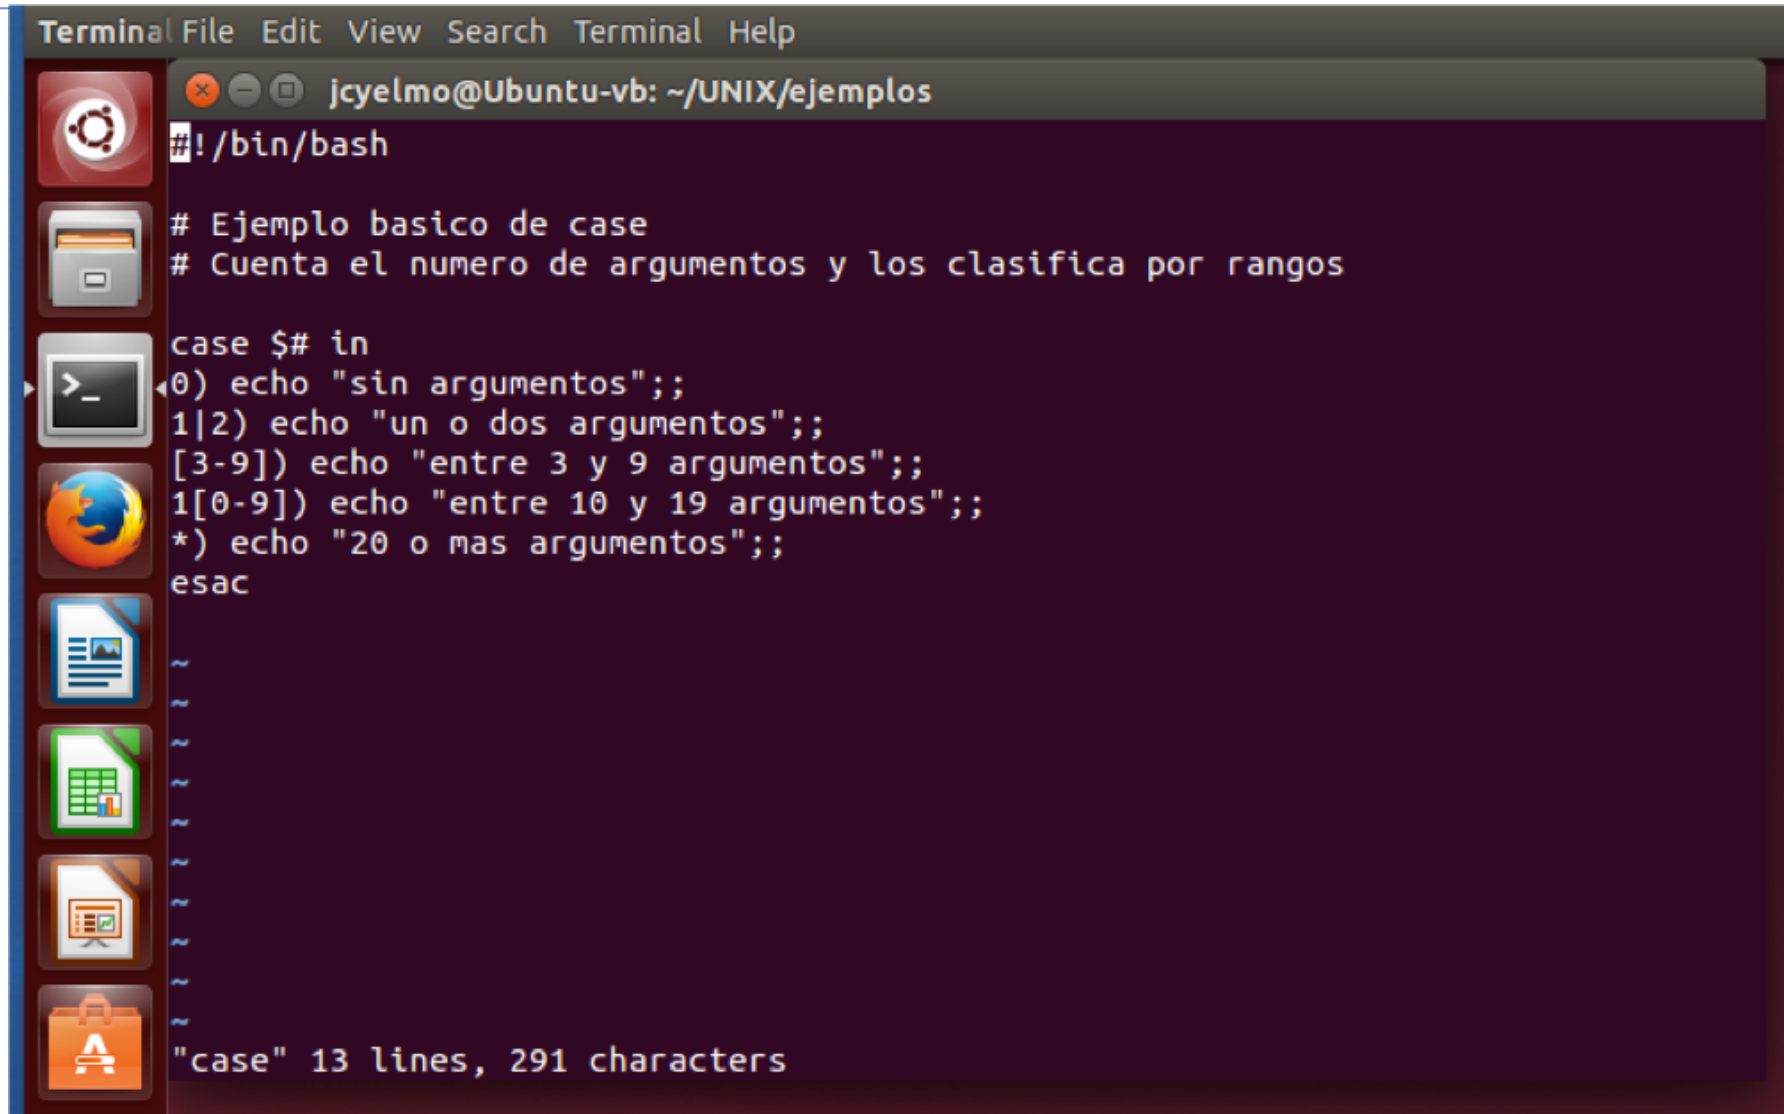 Terminal File Edit View Search Terminal Help
jcyelmo@Ubuntu-vb: ~/UNIX/ejemplos
#!/bin/bash
# Ejemplo basico de case
# Cuenta el numero de argumentos y los clasifica por rangos
case $# in
0) echo "sin argumentos";;
1|2) echo "un o dos argumentos";;
[3-9]) echo "entre 3 y 9 argumentos";;
1[0-9]) echo "entre 10 y 19 argumentos";;
*) echo "20 o mas argumentos";;
esac
~
~
~
~
~
~
~
~
~
~
"case" 13 lines, 291 characters